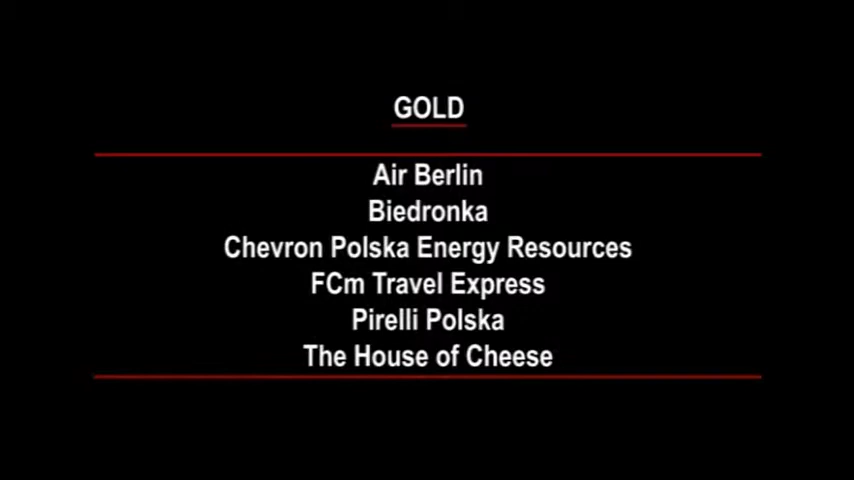 GOLD
Air Berlin
Biedronka
Chevron Polska Energy Resources
FCm Travel Express
Pirelli Polska
The House of Cheese